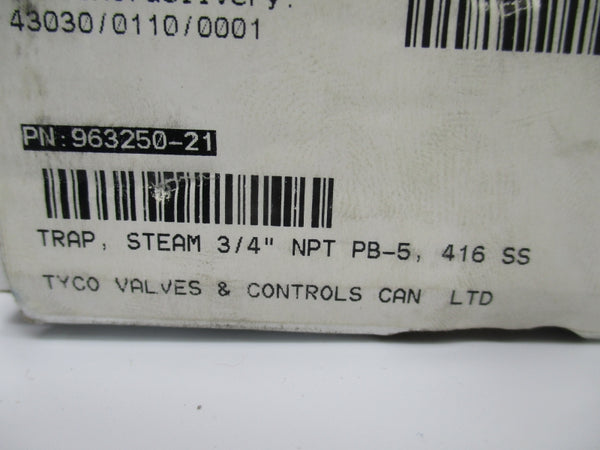 43030/0110/0001
PN:963250-21
TRAP, STEAM 3/4" NPT PB-5, 416 SS
TYCO VALVES & CONTROLS CAN LTD